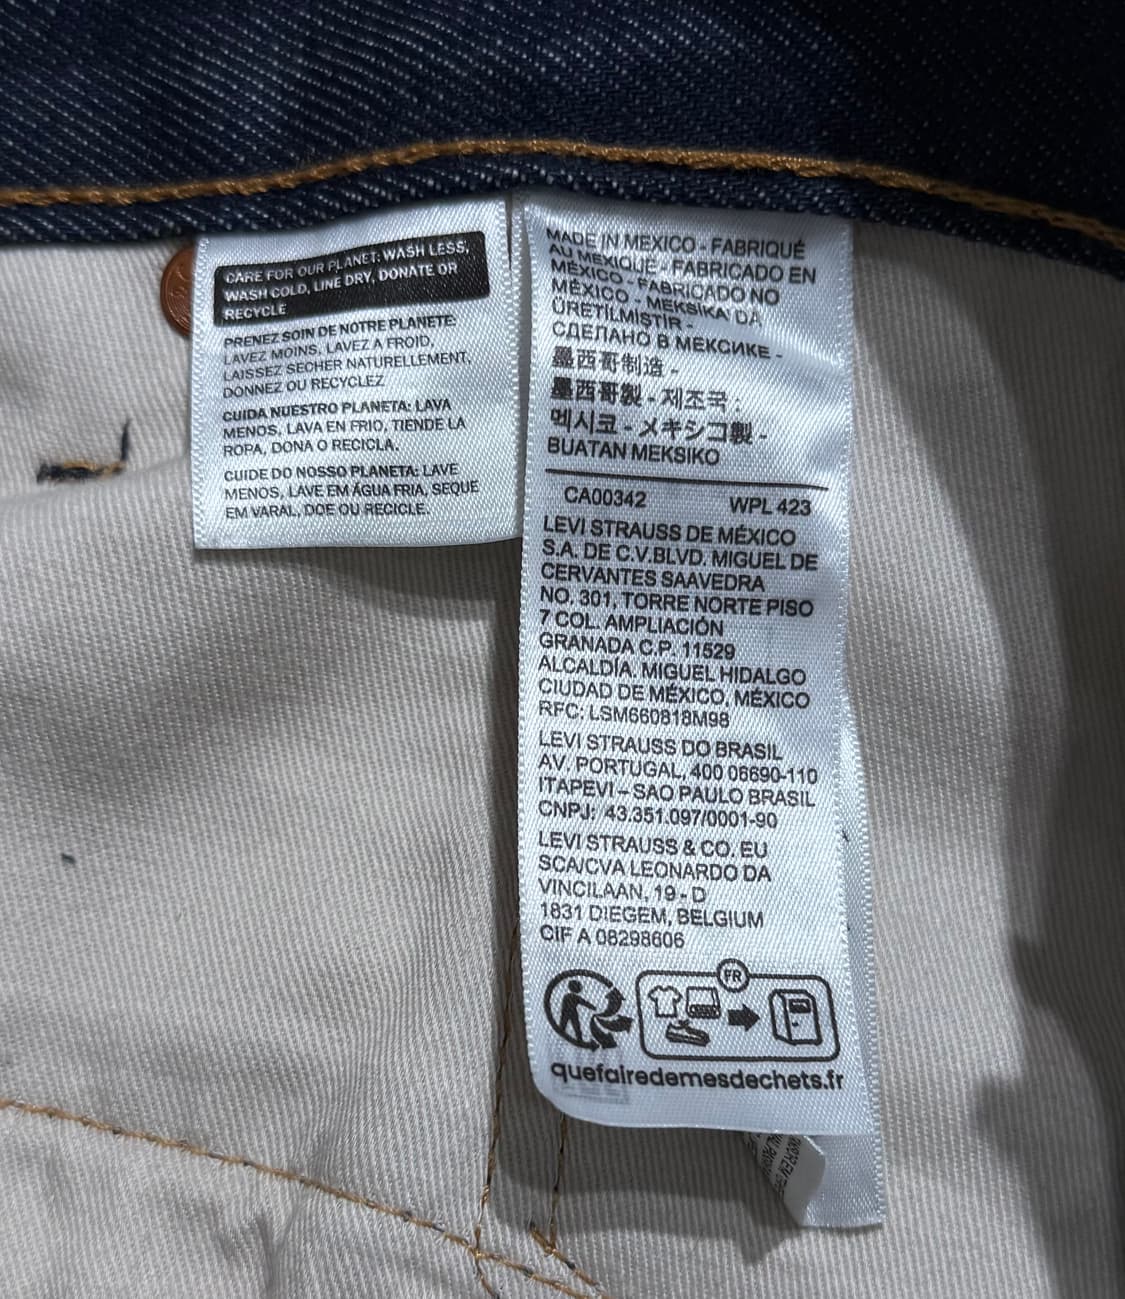 CARE FOR OUR PLANET: WASH LESS,
WASH COLD, LINE DRY, DONATE OR
RECYCLE
PRENEZ SOIN DE NOTRE PLANETE:
LAVEZ MOINS, LAVEZ A FROID,
LAISSEZ SECHER NATURELLEMENT,
DONNEZ OU RECYCLEZ
CUIDA NUESTRO PLANETA: LAVA
MENOS, LAVA EN FRIO, TIENDE LA
ROPA, DONA O RECICLA.
CUIDE DO NOSSO PLANETA: LAVE
MENOS, LAVE EM ÁGUA FRIA, SEQUE
EM VARAL, DOE OU RECICLE.
MADE IN MEXICO - FABRIQUÉ
AU MEXIQUE - FABRICADO EN
MÉXICO - FABRICADO NO
MÉXICO - MEKSIKA' DA
ÜRETİLMİŞTİR -
СДЕЛАНО В МЕКСИКЕ -
墨西哥制造 -
墨西哥製 - 제조국 :
멕시코 - メキシコ製 -
BUATAN MEKSIKO
CA00342 WPL 423
LEVI STRAUSS DE MÉXICO
S.A. DE C.V.BLVD. MIGUEL DE
CERVANTES SAAVEDRA
NO. 301, TORRE NORTE PISO
7 COL. AMPLIACIÓN
GRANADA C.P. 11529
ALCALDÍA. MIGUEL HIDALGO
CIUDAD DE MÉXICO, MÉXICO
RFC: LSM660818M98
LEVI STRAUSS DO BRASIL
AV. PORTUGAL, 400 06690-110
ITAPEVI – SAO PAULO BRASIL
CNPJ: 43.351.097/0001-90
LEVI STRAUSS & CO. EU
SCA/CVA LEONARDO DA
VINCILAAN, 19 - D
1831 DIEGEM, BELGIUM
CIF A 08298606
FR
quefairedemesdechets.fr